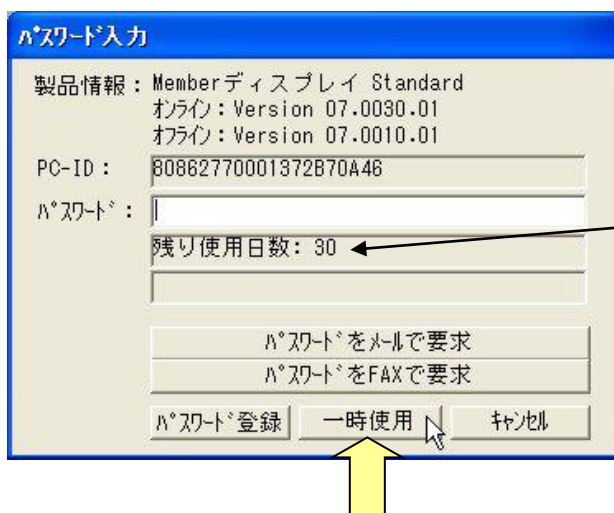 ﾊﾟｽﾜｰﾄﾞ入力
製品情報： Memberディスプレイ Standard
ｵﾝﾗｲﾝ：Version 07.0030.01
ｵﾌﾗｲﾝ：Version 07.0010.01
PC-ID： 80862770001372B70A46
ﾊﾟｽﾜｰﾄﾞ：
残り使用日数: 30
ﾊﾟｽﾜｰﾄﾞをﾒｰﾙで要求
ﾊﾟｽﾜｰﾄﾞをFAXで要求
ﾊﾟｽﾜｰﾄﾞ登録 一時使用 ｷｬﾝｾﾙ